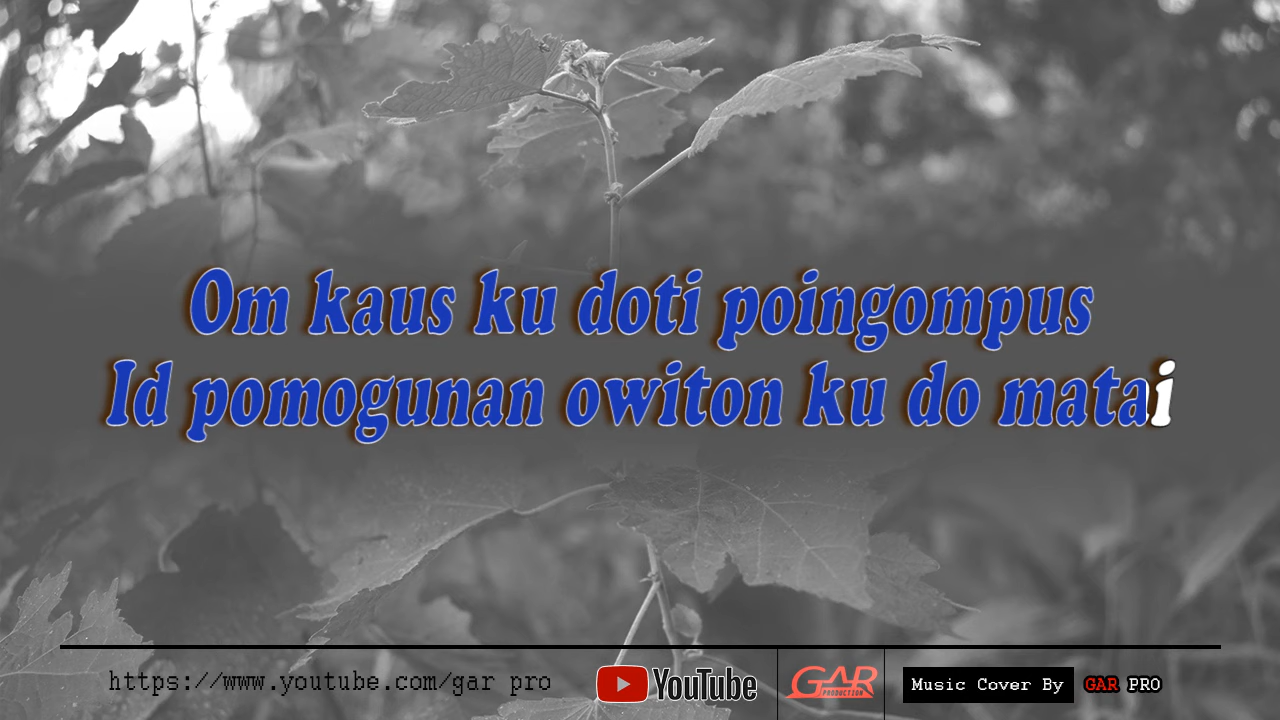 Om kaus ku doti poingompus
Id pomogunan owiton ku do matai
https://www.youtube.com/gar pro
YouTube
GAR
PRODUCTION
Music Cover By GAR PRO